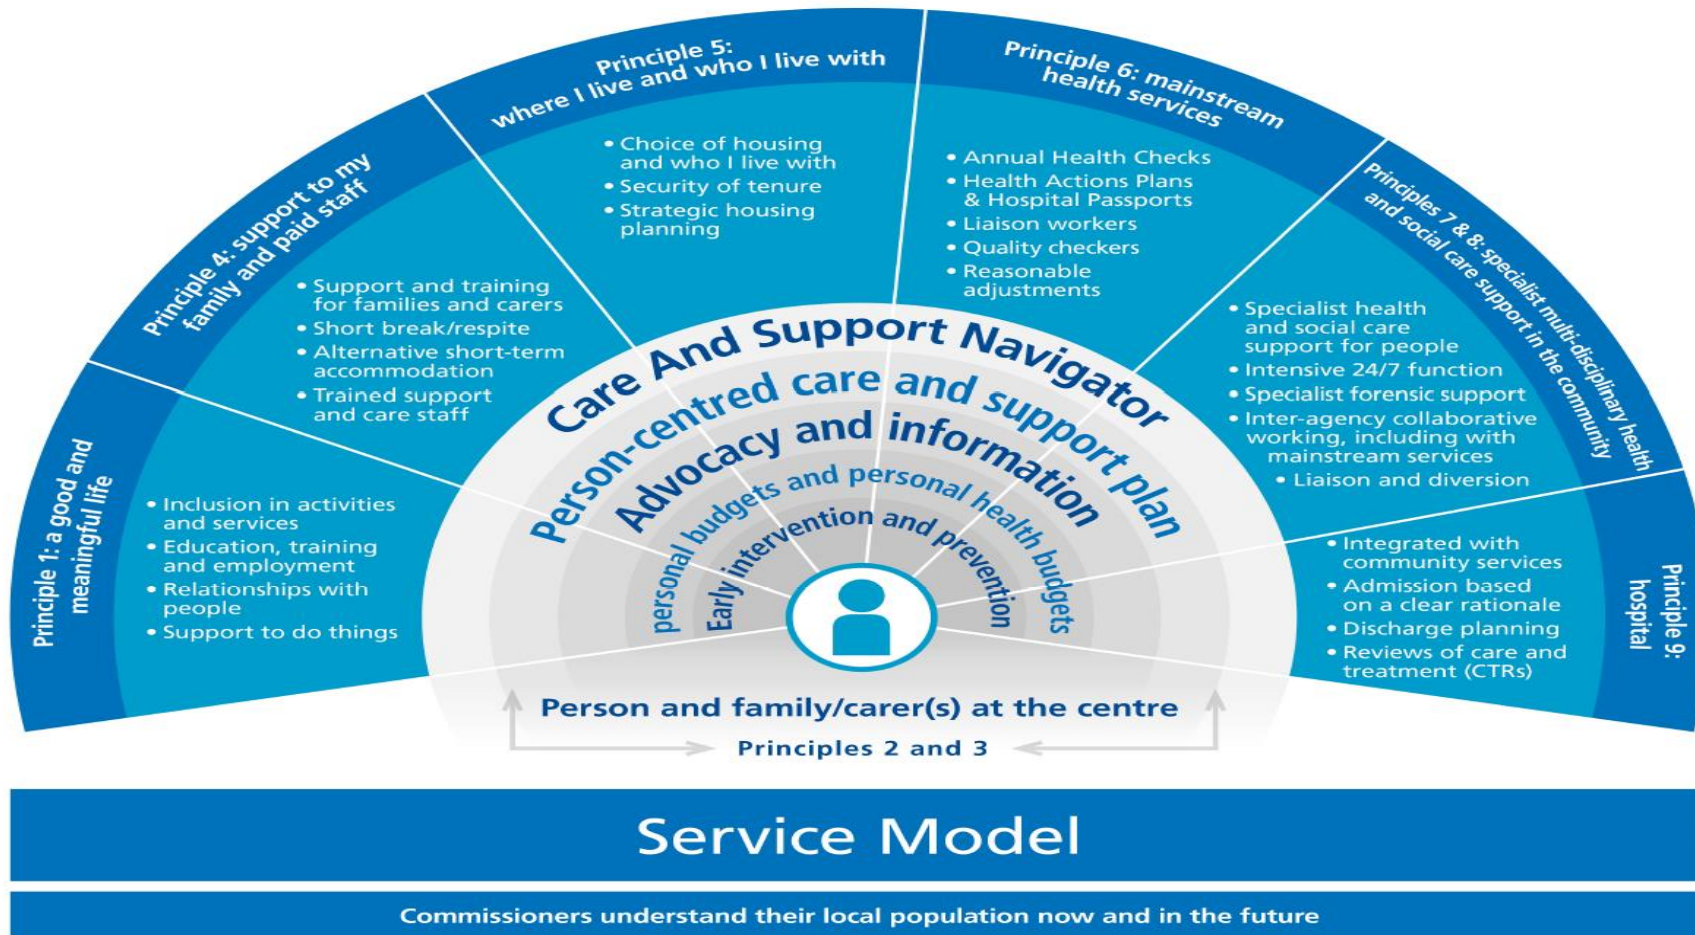 Principle 1: a good and
meaningful life
• Inclusion in activities
and services
• Education, training
and employment
• Relationships with
people
• Support to do things
Principle 4: support to my
family and paid staff
• Support and training
for families and carers
• Short break/respite
• Alternative short-term
accommodation
• Trained support
and care staff
Principle 5:
where I live and who I live with
• Choice of housing
and who I live with
• Security of tenure
• Strategic housing
planning
Principle 6: mainstream
health services
• Annual Health Checks
• Health Actions Plans
& Hospital Passports
• Liaison workers
• Quality checkers
• Reasonable
adjustments
Principles 7 & 8: specialist multi-disciplinary health
and social care support in the community
• Specialist health
and social care
support for people
• Intensive 24/7 function
• Specialist forensic support
• Inter-agency collaborative
working, including with
mainstream services
• Liaison and diversion
Principle 9:
hospital
• Integrated with
community services
• Admission based
on a clear rationale
• Discharge planning
• Reviews of care and
treatment (CTRs)
Care And Support Navigator
Person-centred care and support plan
Advocacy and information
personal budgets and personal health budgets
Early intervention and prevention
Person and family/carer(s) at the centre
Principles 2 and 3
Service Model
Commissioners understand their local population now and in the future